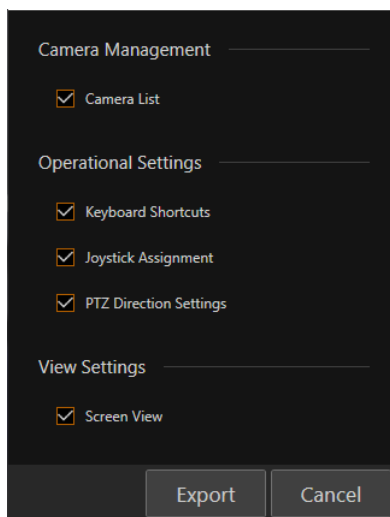 Camera Management
Camera List
Operational Settings
Keyboard Shortcuts
Joystick Assignment
PTZ Direction Settings
View Settings
Screen View
Export Cancel